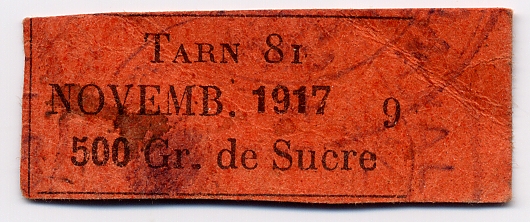 TARN 81
NOVEMB. 1917 9
500 Gr. de Sucre